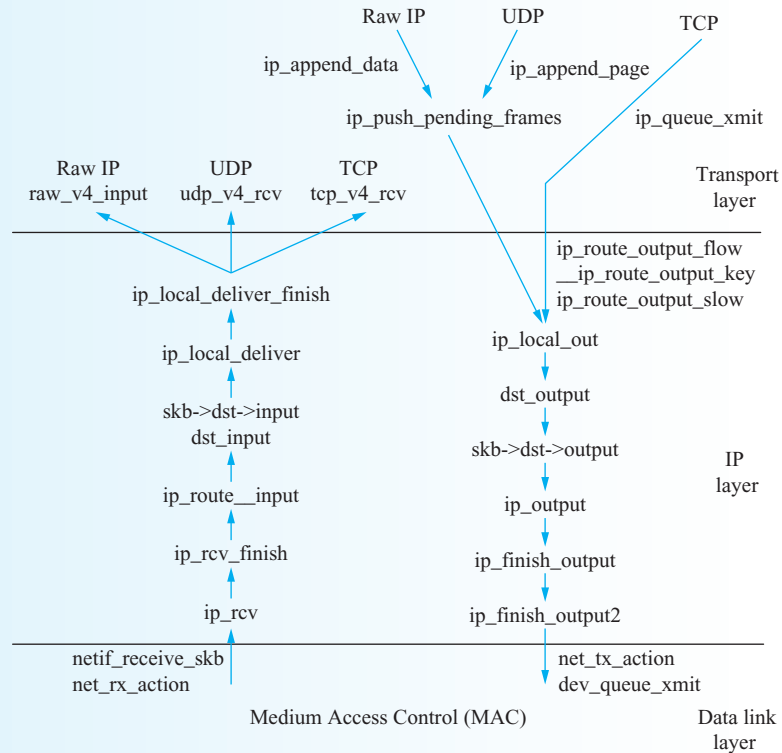 Raw IP
UDP
TCP
ip_append_data
ip_append_page
ip_push_pending_frames
ip_queue_xmit
Raw IP
raw_v4_input
UDP
udp_v4_rcv
TCP
tcp_v4_rcv
Transport
layer
ip_route_output_flow
__ip_route_output_key
ip_route_output_slow
ip_local_deliver_finish
ip_local_out
ip_local_deliver
dst_output
skb->dst->input
dst_input
skb->dst->output
IP
layer
ip_route__input
ip_output
ip_rcv_finish
ip_finish_output
ip_rcv
ip_finish_output2
netif_receive_skb
net_rx_action
net_tx_action
dev_queue_xmit
Medium Access Control (MAC)
Data link
layer